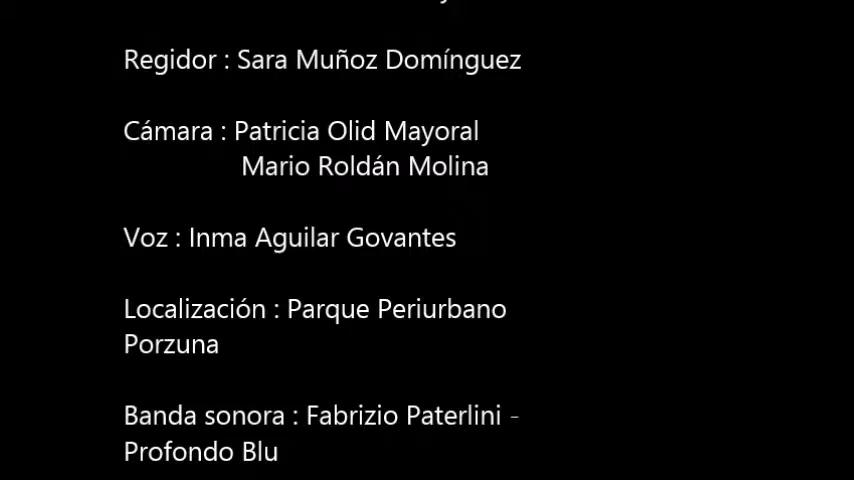 Regidor : Sara Muñoz Domínguez
Cámara : Patricia Olid Mayoral
Mario Roldán Molina
Voz : Inma Aguilar Govantes
Localización : Parque Periurbano
Porzuna
Banda sonora : Fabrizio Paterlini -
Profondo Blu